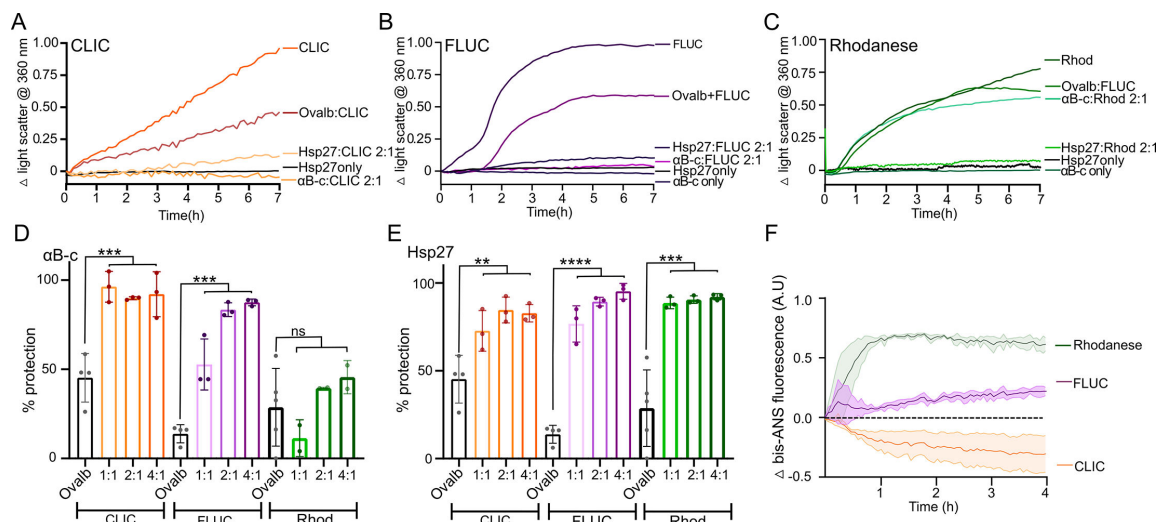 A
CLIC
Δ light scatter @ 360 nm
1.00
0.75
0.50
0.25
0
0 1 2 3 4 5 6 7
Time(h)
CLIC
Ovalb:CLIC
Hsp27:CLIC 2:1
Hsp27only
αB-c:CLIC 2:1
B
FLUC
Δ light scatter @ 360 nm
1.00
0.75
0.50
0.25
0
0 1 2 3 4 5 6 7
Time(h)
FLUC
Ovalb+FLUC
Hsp27:FLUC 2:1
αB-c:FLUC 2:1
Hsp27only
αB-c only
C
Rhodanese
Δ light scatter @ 360 nm
1.00
0.75
0.50
0.25
0
0 1 2 3 4 5 6 7
Time(h)
Rhod
Ovalb:FLUC
αB-c:Rhod 2:1
Hsp27:Rhod 2:1
Hsp27only
αB-c only
D
αB-c
% protection
100
50
0
***
***
ns
Ovalb 1:1 2:1 4:1 Ovalb 1:1 2:1 4:1 Ovalb 1:1 2:1 4:1
CLIC FLUC Rhod
E
Hsp27
% protection
100
50
0
**
****
***
Ovalb 1:1 2:1 4:1 Ovalb 1:1 2:1 4:1 Ovalb 1:1 2:1 4:1
CLIC FLUC Rhod
F
Δ bis-ANS fluorescence (A.U)
1.0
0.5
0.0
-0.5
1 2 3 4
Time (h)
Rhodanese
FLUC
CLIC